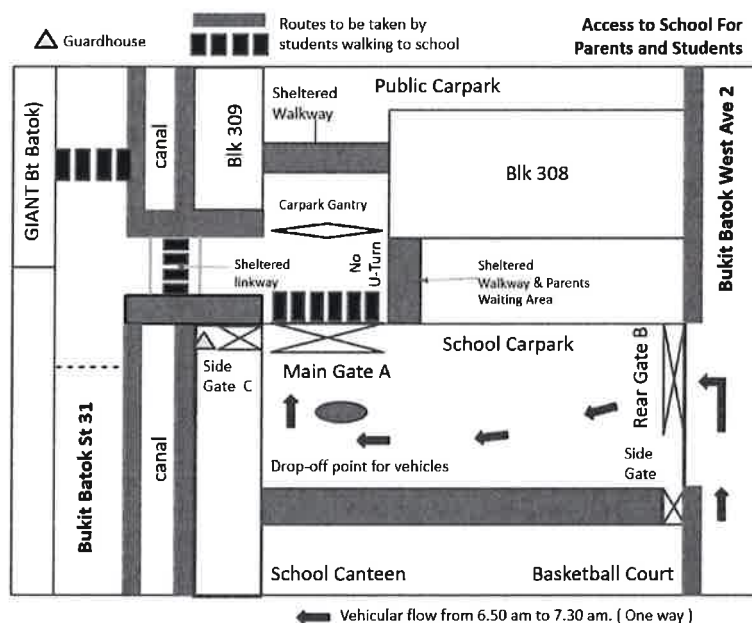 Guardhouse
Routes to be taken by
students walking to school
Access to School For
Parents and Students
GIANT Bt Batok)
canal
Blk 309
Sheltered
Walkway
Public Carpark
Blk 308
Bukit Batok West Ave 2
Carpark Gantry
No
U-Turn
Sheltered
linkway
Sheltered
Walkway & Parents
Waiting Area
Side
Gate C
Main Gate A
School Carpark
Rear Gate B
Bukit Batok St 31
canal
Drop-off point for vehicles
Side
Gate
School Canteen
Basketball Court
Vehicular flow from 6.50 am to 7.30 am. ( One way )